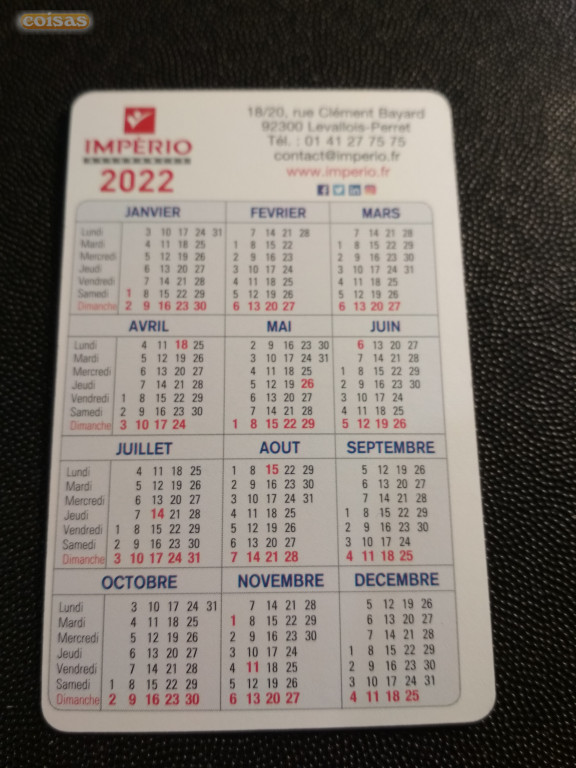 coisas
IMPÉRIO
2022
18/20, rue Clément Bayard
92300 Levallois-Perret
Tél. : 01 41 27 75 75
contact@imperio.fr
www.imperio.fr
JANVIER FEVRIER MARS
Lundi 3 10 17 24 31 7 14 21 28 7 14 21 28
Mardi 4 11 18 25 1 8 15 22 1 8 15 22 29
Mercredi 5 12 19 26 2 9 16 23 2 9 16 23 30
Jeudi 6 13 20 27 3 10 17 24 3 10 17 24 31
Vendredi 7 14 21 28 4 11 18 25 4 11 18 25
Samedi 1 8 15 22 29 5 12 19 26 5 12 19 26
Dimanche 2 9 16 23 30 6 13 20 27 6 13 20 27
AVRIL MAI JUIN
Lundi 4 11 18 25 2 9 16 23 30 6 13 20 27
Mardi 5 12 19 26 3 10 17 24 31 7 14 21 28
Mercredi 6 13 20 27 4 11 18 25 1 8 15 22 29
Jeudi 7 14 21 28 5 12 19 26 2 9 16 23 30
Vendredi 1 8 15 22 29 6 13 20 27 3 10 17 24
Samedi 2 9 16 23 30 7 14 21 28 4 11 18 25
Dimanche 3 10 17 24 1 8 15 22 29 5 12 19 26
JUILLET AOUT SEPTEMBRE
Lundi 4 11 18 25 1 8 15 22 29 5 12 19 26
Mardi 5 12 19 26 2 9 16 23 30 6 13 20 27
Mercredi 6 13 20 27 3 10 17 24 31 7 14 21 28
Jeudi 7 14 21 28 4 11 18 25 1 8 15 22 29
Vendredi 1 8 15 22 29 5 12 19 26 2 9 16 23 30
Samedi 2 9 16 23 30 6 13 20 27 3 10 17 24
Dimanche 3 10 17 24 31 7 14 21 28 4 11 18 25
OCTOBRE NOVEMBRE DECEMBRE
Lundi 3 10 17 24 31 7 14 21 28 5 12 19 26
Mardi 4 11 18 25 1 8 15 22 29 6 13 20 27
Mercredi 5 12 19 26 2 9 16 23 30 7 14 21 28
Jeudi 6 13 20 27 3 10 17 24 1 8 15 22 29
Vendredi 7 14 21 28 4 11 18 25 2 9 16 23 30
Samedi 1 8 15 22 29 5 12 19 26 3 10 17 24 31
Dimanche 2 9 16 23 30 6 13 20 27 4 11 18 25